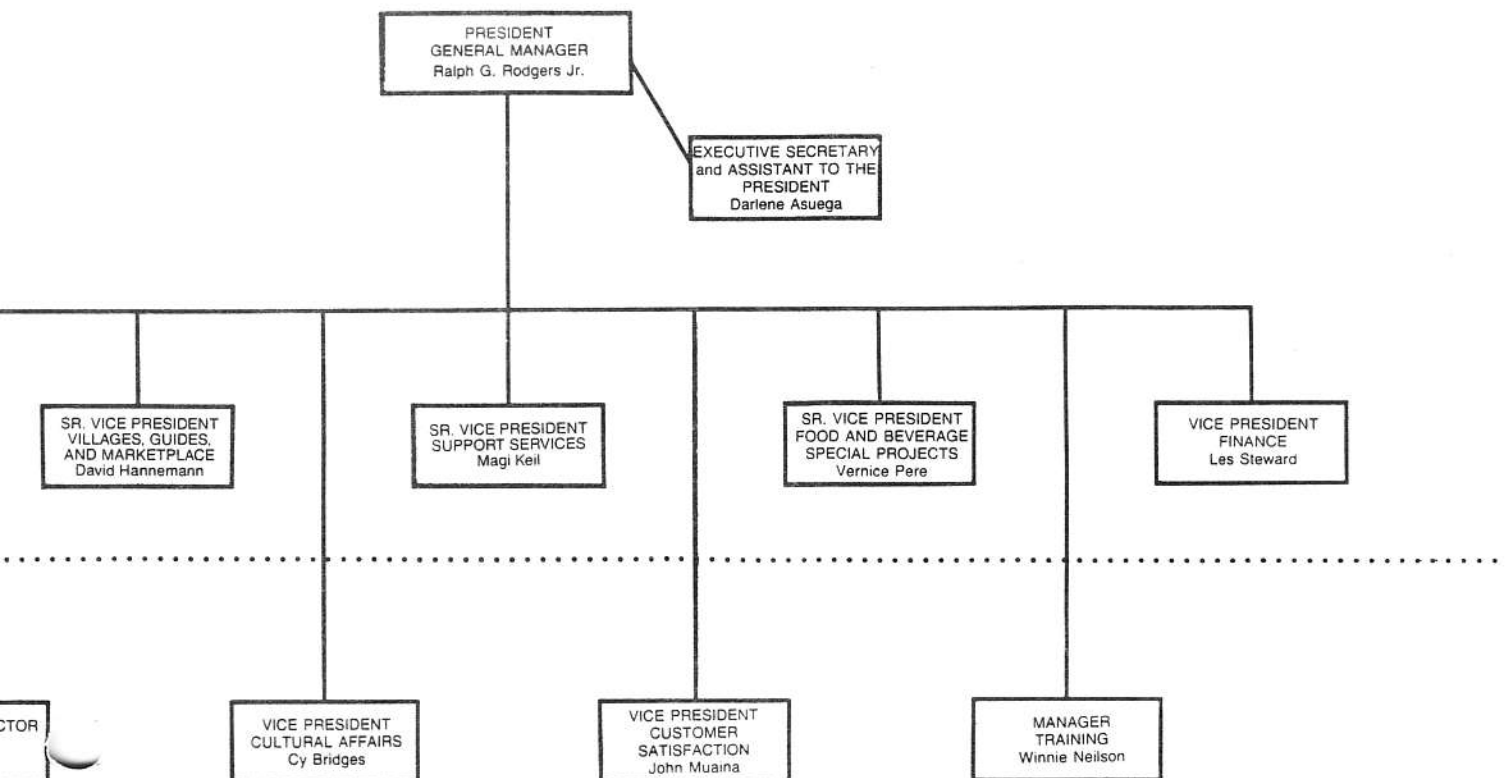 PRESIDENT
GENERAL MANAGER
Ralph G. Rodgers Jr.
EXECUTIVE SECRETARY
and ASSISTANT TO THE
PRESIDENT
Darlene Asuega
SR. VICE PRESIDENT
VILLAGES, GUIDES,
AND MARKETPLACE
David Hannemann
SR. VICE PRESIDENT
SUPPORT SERVICES
Magi Keil
SR. VICE PRESIDENT
FOOD AND BEVERAGE
SPECIAL PROJECTS
Vernice Pere
VICE PRESIDENT
FINANCE
Les Steward
CTOR
VICE PRESIDENT
CULTURAL AFFAIRS
Cy Bridges
VICE PRESIDENT
CUSTOMER
SATISFACTION
John Muaina
MANAGER
TRAINING
Winnie Neilson